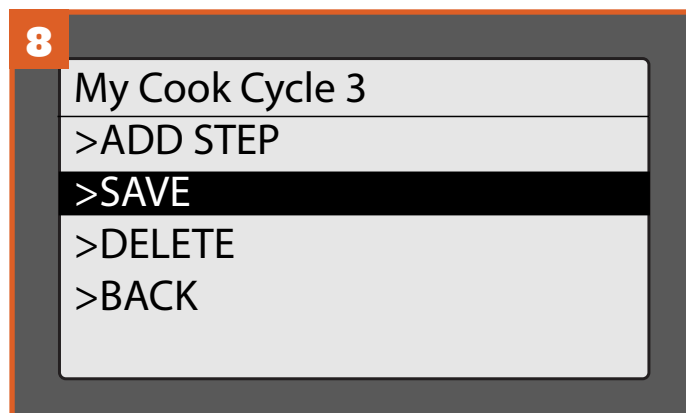 8
My Cook Cycle 3
>ADD STEP
>SAVE
>DELETE
>BACK